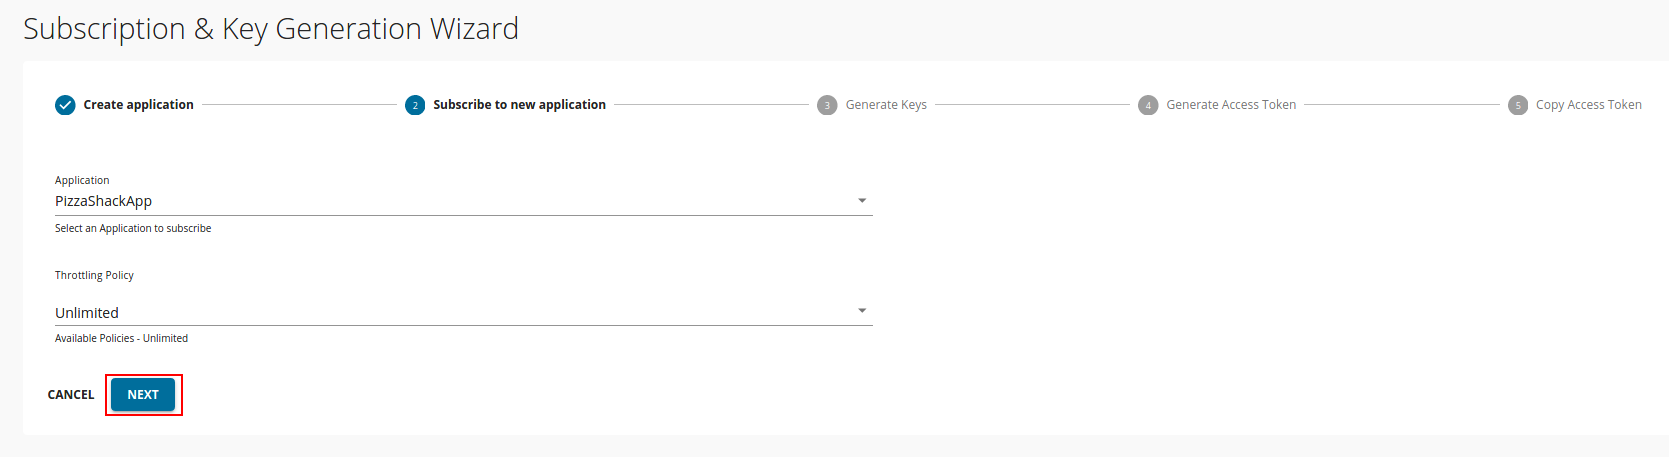 Subscription & Key Generation Wizard
Create application 2 Subscribe to new application 3 Generate Keys 4 Generate Access Token 5 Copy Access Token
Application
PizzaShackApp
Select an Application to subscribe
Throttling Policy
Unlimited
Available Policies - Unlimited
CANCEL NEXT